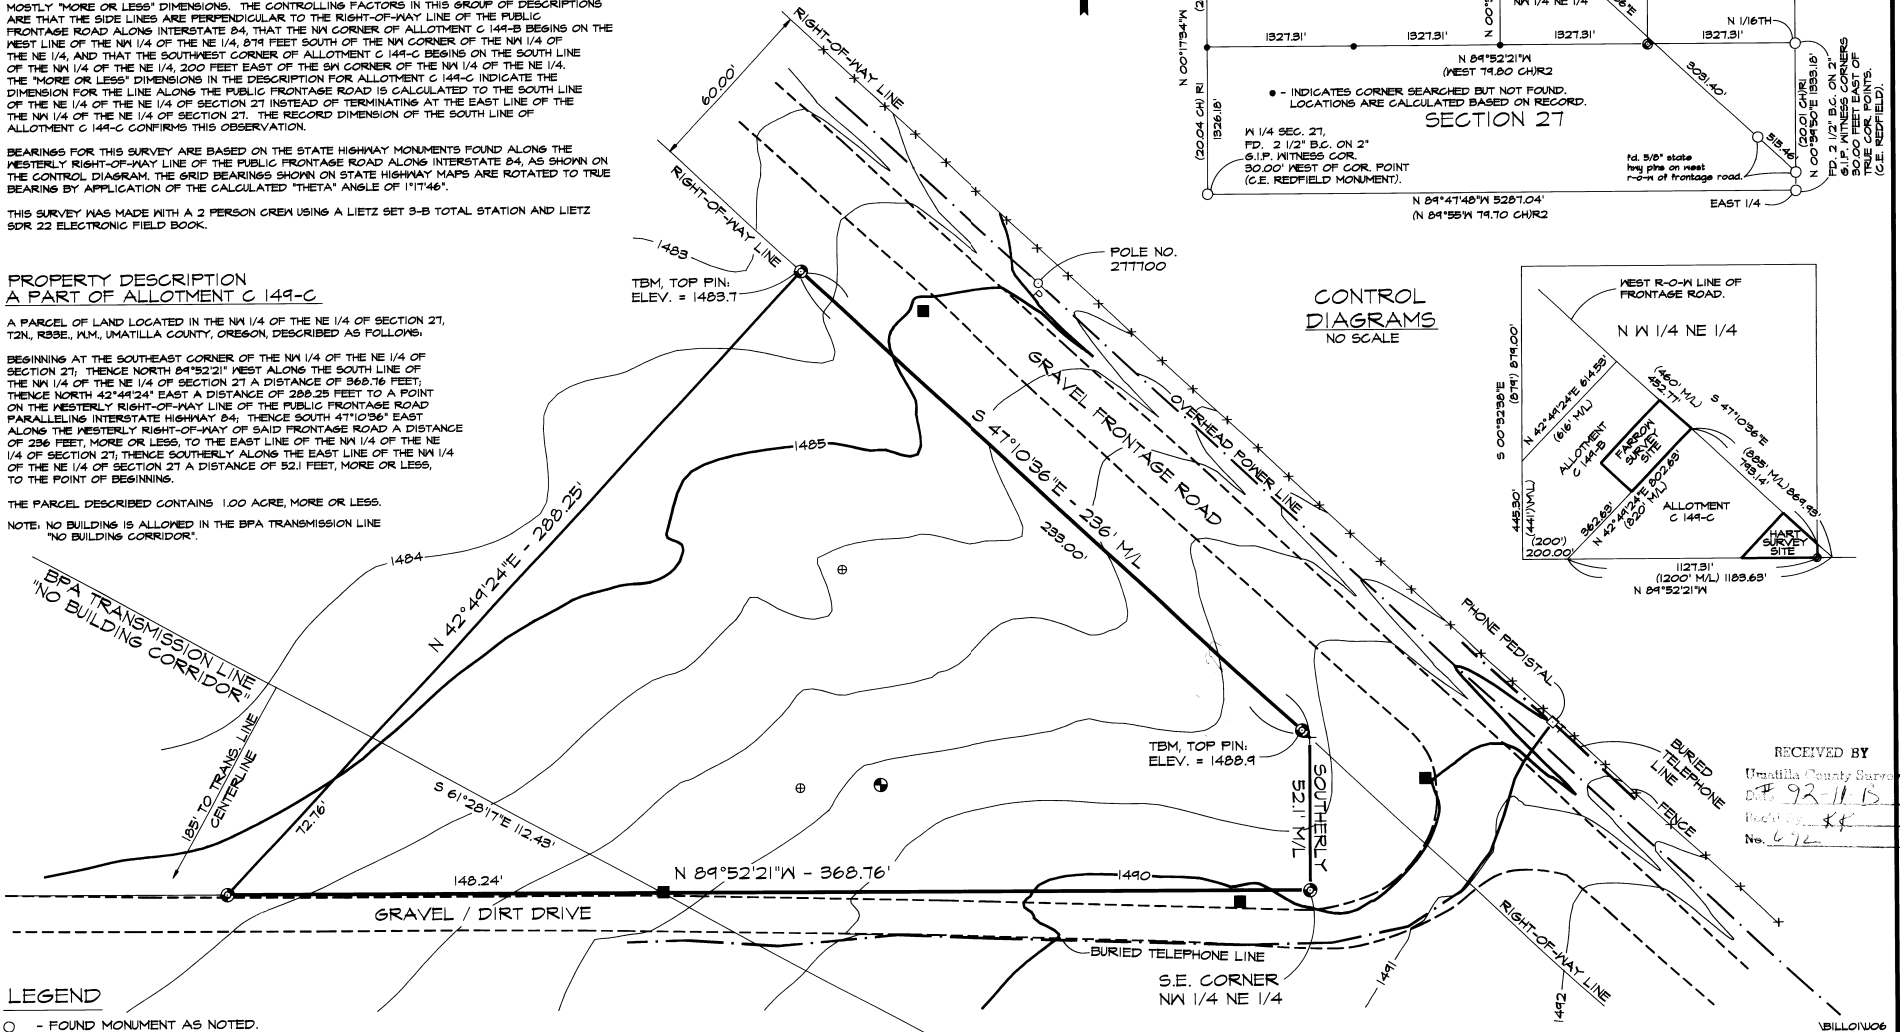 MOSTLY "MORE OR LESS" DIMENSIONS. THE CONTROLLING FACTORS IN THIS GROUP OF DESCRIPTIONS
ARE THAT THE SIDE LINES ARE PERPENDICULAR TO THE RIGHT-OF-WAY LINE OF THE PUBLIC
FRONTAGE ROAD ALONG INTERSTATE 84, THAT THE NW CORNER OF ALLOTMENT C 149-B BEGINS ON THE
WEST LINE OF THE NW 1/4 OF THE NE 1/4, 879 FEET SOUTH OF THE NW CORNER OF THE NW 1/4 OF
THE NE 1/4, AND THAT THE SOUTHWEST CORNER OF ALLOTMENT C 149-C BEGINS ON THE SOUTH LINE
OF THE NW 1/4 OF THE NE 1/4, 200 FEET EAST OF THE SW CORNER OF THE NW 1/4 OF THE NE 1/4.
THE "MORE OR LESS" DIMENSIONS IN THE DESCRIPTION FOR ALLOTMENT C 149-C INDICATE THE
DIMENSION FOR THE LINE ALONG THE PUBLIC FRONTAGE ROAD IS CALCULATED TO THE SOUTH LINE
OF THE NE 1/4 OF THE NE 1/4 OF SECTION 27 INSTEAD OF TERMINATING AT THE EAST LINE OF THE
THE NW 1/4 OF THE NE 1/4 OF SECTION 27. THE RECORD DIMENSION OF THE SOUTH LINE OF
ALLOTMENT C 149-C CONFIRMS THIS OBSERVATION.
BEARINGS FOR THIS SURVEY ARE BASED ON THE STATE HIGHWAY MONUMENTS FOUND ALONG THE
WESTERLY RIGHT-OF-WAY LINE OF THE PUBLIC FRONTAGE ROAD ALONG INTERSTATE 84, AS SHOWN ON
THE CONTROL DIAGRAM. THE GRID BEARINGS SHOWN ON STATE HIGHWAY MAPS ARE ROTATED TO TRUE
BEARING BY APPLICATION OF THE CALCULATED "THETA" ANGLE OF 1°17'46".
THIS SURVEY WAS MADE WITH A 2 PERSON CREW USING A LIETZ SET 3-B TOTAL STATION AND LIETZ
SDR 22 ELECTRONIC FIELD BOOK.
PROPERTY DESCRIPTION
A PART OF ALLOTMENT C 149-C
A PARCEL OF LAND LOCATED IN THE NW 1/4 OF THE NE 1/4 OF SECTION 27,
T2N., R33E., W.M., UMATILLA COUNTY, OREGON, DESCRIBED AS FOLLOWS:
BEGINNING AT THE SOUTHEAST CORNER OF THE NW 1/4 OF THE NE 1/4 OF
SECTION 27; THENCE NORTH 89°52'21" WEST ALONG THE SOUTH LINE OF
THE NW 1/4 OF THE NE 1/4 OF SECTION 27 A DISTANCE OF 368.76 FEET;
THENCE NORTH 42°49'24" EAST A DISTANCE OF 288.25 FEET TO A POINT
ON THE WESTERLY RIGHT-OF-WAY LINE OF THE PUBLIC FRONTAGE ROAD
PARALLELING INTERSTATE HIGHWAY 84; THENCE SOUTH 47°10'36" EAST
ALONG THE WESTERLY RIGHT-OF-WAY OF SAID FRONTAGE ROAD A DISTANCE
OF 236 FEET, MORE OR LESS, TO THE EAST LINE OF THE NW 1/4 OF THE NE
1/4 OF SECTION 27; THENCE SOUTHERLY ALONG THE EAST LINE OF THE NW 1/4
OF THE NE 1/4 OF SECTION 27 A DISTANCE OF 52.1 FEET, MORE OR LESS,
TO THE POINT OF BEGINNING.
THE PARCEL DESCRIBED CONTAINS 1.00 ACRE, MORE OR LESS.
NOTE: NO BUILDING IS ALLOWED IN THE BPA TRANSMISSION LINE
"NO BUILDING CORRIDOR".
BPA TRANSMISSION LINE
"NO BUILDING CORRIDOR"
185' TO TRANS. LINE
CENTERLINE
LEGEND
- FOUND MONUMENT AS NOTED.
60.00'
RIGHT-OF-WAY LINE
RIGHT-OF-WAY LINE
1483
TBM, TOP PIN:
ELEV. = 1483.7
1485
1484
N 42°49'24"E - 288.25'
72.76'
S 61°28'17"E 112.43'
148.24'
N 89°52'21"W - 368.76'
GRAVEL / DIRT DRIVE
S 47°10'36"E - 236' M/L
233.00'
GRAVEL FRONTAGE ROAD
OVERHEAD POWER LINE
POLE NO.
277700
P
TBM, TOP PIN:
ELEV. = 1488.9
SOUTHERLY
52.1' M/L
1490
BURIED TELEPHONE LINE
S.E. CORNER
NW 1/4 NE 1/4
1491
1492
RIGHT-OF-WAY LINE
PHONE PEDISTAL
BURIED
TELEPHONE
LINE
FENCE
NW 1/4 NE 1/4
N 1/16TH
1327.31'
1327.31'
1327.31'
1327.31'
N 89°52'21"W
(WEST 79.80 CH)R2
N 00°17'34"W
(20.04 CH) R1
1326.18'
● - INDICATES CORNER SEARCHED BUT NOT FOUND.
LOCATIONS ARE CALCULATED BASED ON RECORD.
SECTION 27
W 1/4 SEC. 27,
FD. 2 1/2" B.C. ON 2"
G.I.P. WITNESS COR.
30.00' WEST OF COR. POINT
(C.E. REDFIELD MONUMENT).
3031.40'
515.46'
Fd. 5/8" state
hwy pins on west
r-o-w of frontage road.
N 89°47'48"W 5287.04'
(N 89°55'W 79.70 CH)R2
EAST 1/4
(20.01 CH)R1
N 00°39'50"E 1333.18'
FD. 2 1/2" B.C. ON 2"
G.I.P. WITNESS CORNERS
30.00 FEET EAST OF
TRUE COR. POINTS.
(C.E. REDFIELD).
CONTROL
DIAGRAMS
NO SCALE
WEST R-O-W LINE OF
FRONTAGE ROAD.
N W 1/4 NE 1/4
S 00°32'38"E
(879') 879.00'
N 42°49'24"E 614.53'
(616' M/L)
(460' M/L)
452.77'
S 47°10'36"E
(885' M/L) 869.93'
793.14'
ALLOTMENT
C 149-B
FARROW
SURVEY
SITE
362.63'
N 42°49'24"E 802.63'
(820' M/L)
ALLOTMENT
C 149-C
HART
SURVEY
SITE
445.30'
(441')(M/L)
(200')
200.00'
1127.31'
(1200' M/L) 1183.63'
N 89°52'21"W
RECEIVED BY
Umatilla County Surve
92-11-B
KK
No.
\BILL01\U06